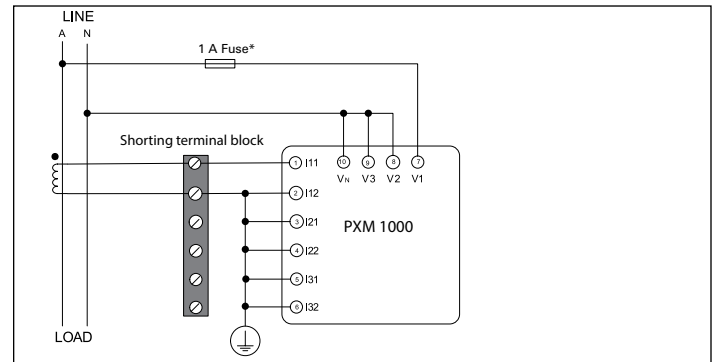 LINE
A N
1 A Fuse*
Shorting terminal block
10 9 8 7
VN V3 V2 V1
1 I11
2 I12
3 I21
PXM 1000
4 I22
5 I31
6 I32
LOAD